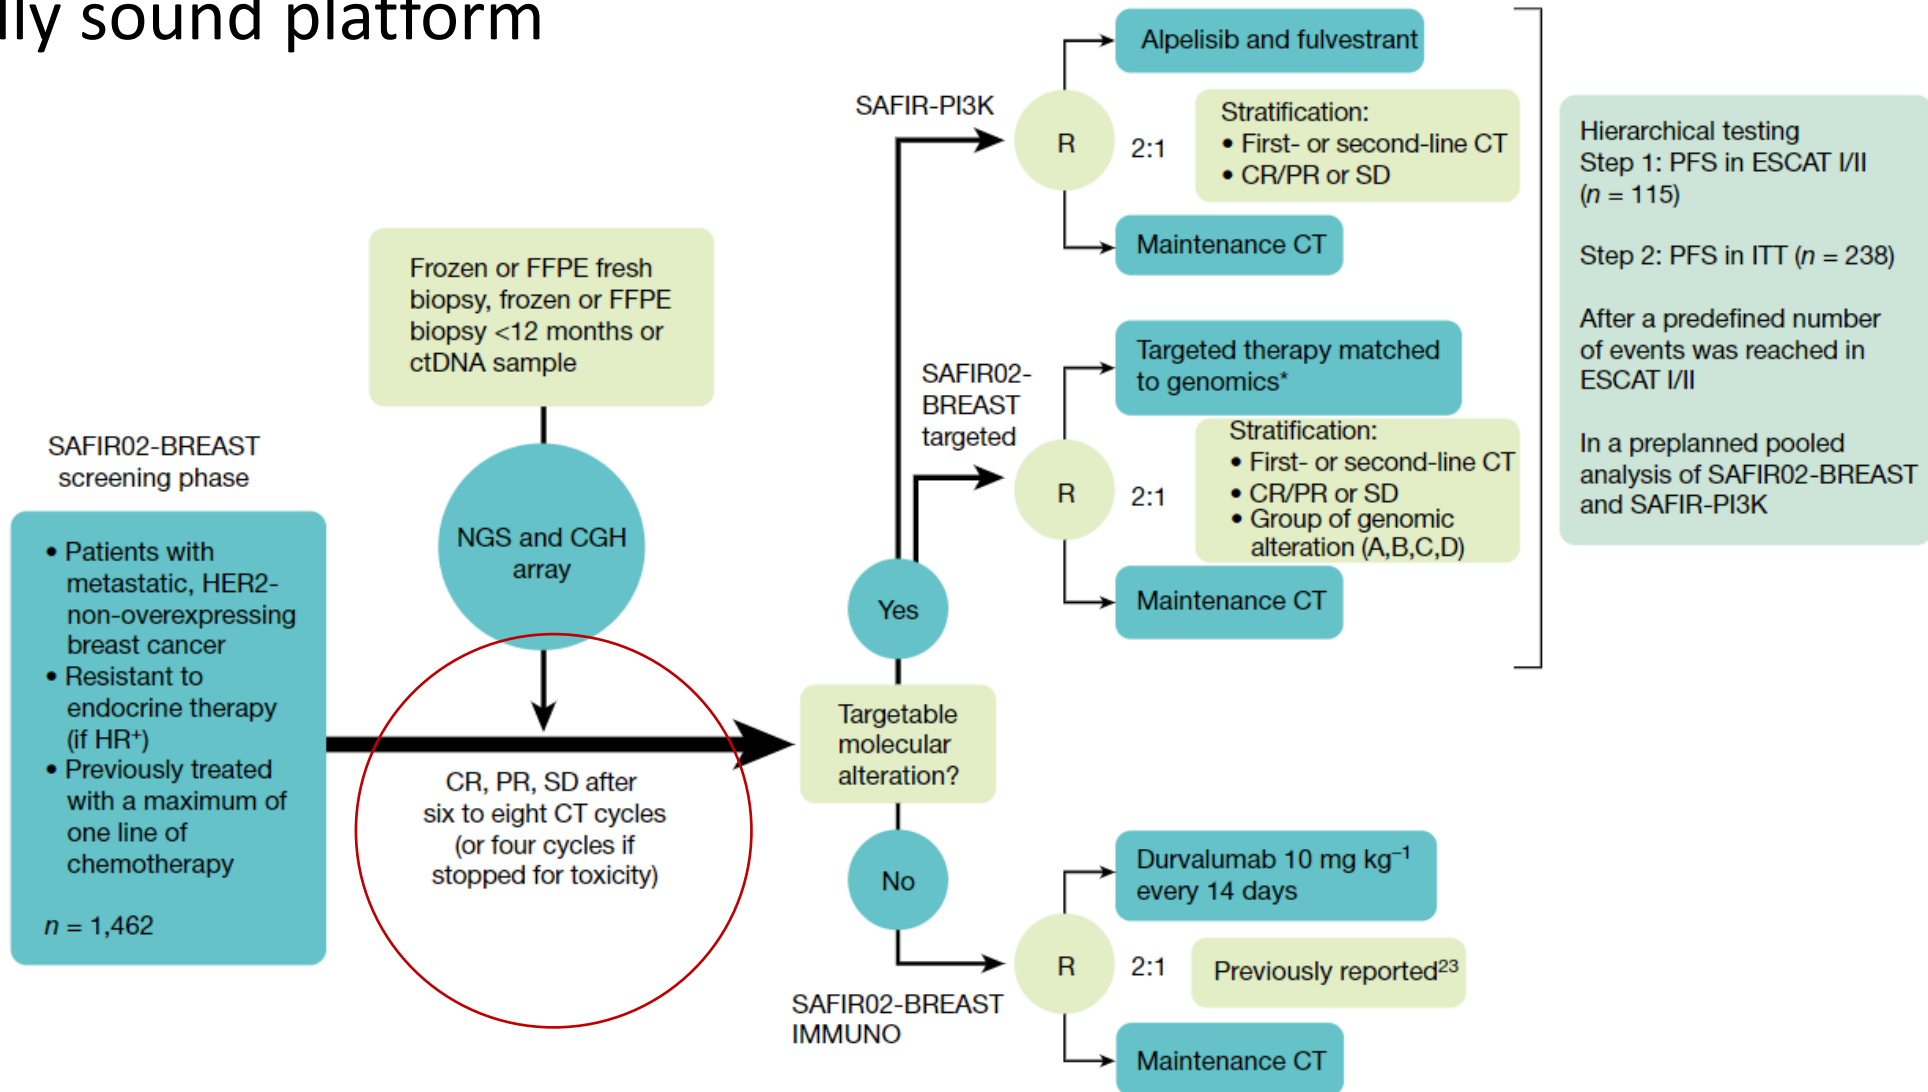 lly sound platform
SAFIR02-BREAST
screening phase
• Patients with
metastatic, HER2-
non-overexpressing
breast cancer
• Resistant to
endocrine therapy
(if HR⁺)
• Previously treated
with a maximum of
one line of
chemotherapy
n = 1,462
Frozen or FFPE fresh
biopsy, frozen or FFPE
biopsy <12 months or
ctDNA sample
NGS and CGH
array
CR, PR, SD after
six to eight CT cycles
(or four cycles if
stopped for toxicity)
Targetable
molecular
alteration?
Yes
No
SAFIR-PI3K
R
2:1
Alpelisib and fulvestrant
Stratification:
• First- or second-line CT
• CR/PR or SD
Maintenance CT
SAFIR02-
BREAST
targeted
R
2:1
Targeted therapy matched
to genomics*
Stratification:
• First- or second-line CT
• CR/PR or SD
• Group of genomic
alteration (A,B,C,D)
Maintenance CT
SAFIR02-BREAST
IMMUNO
R
2:1
Durvalumab 10 mg kg⁻¹
every 14 days
Previously reported²³
Maintenance CT
Hierarchical testing
Step 1: PFS in ESCAT I/II
(n = 115)
Step 2: PFS in ITT (n = 238)
After a predefined number
of events was reached in
ESCAT I/II
In a preplanned pooled
analysis of SAFIR02-BREAST
and SAFIR-PI3K